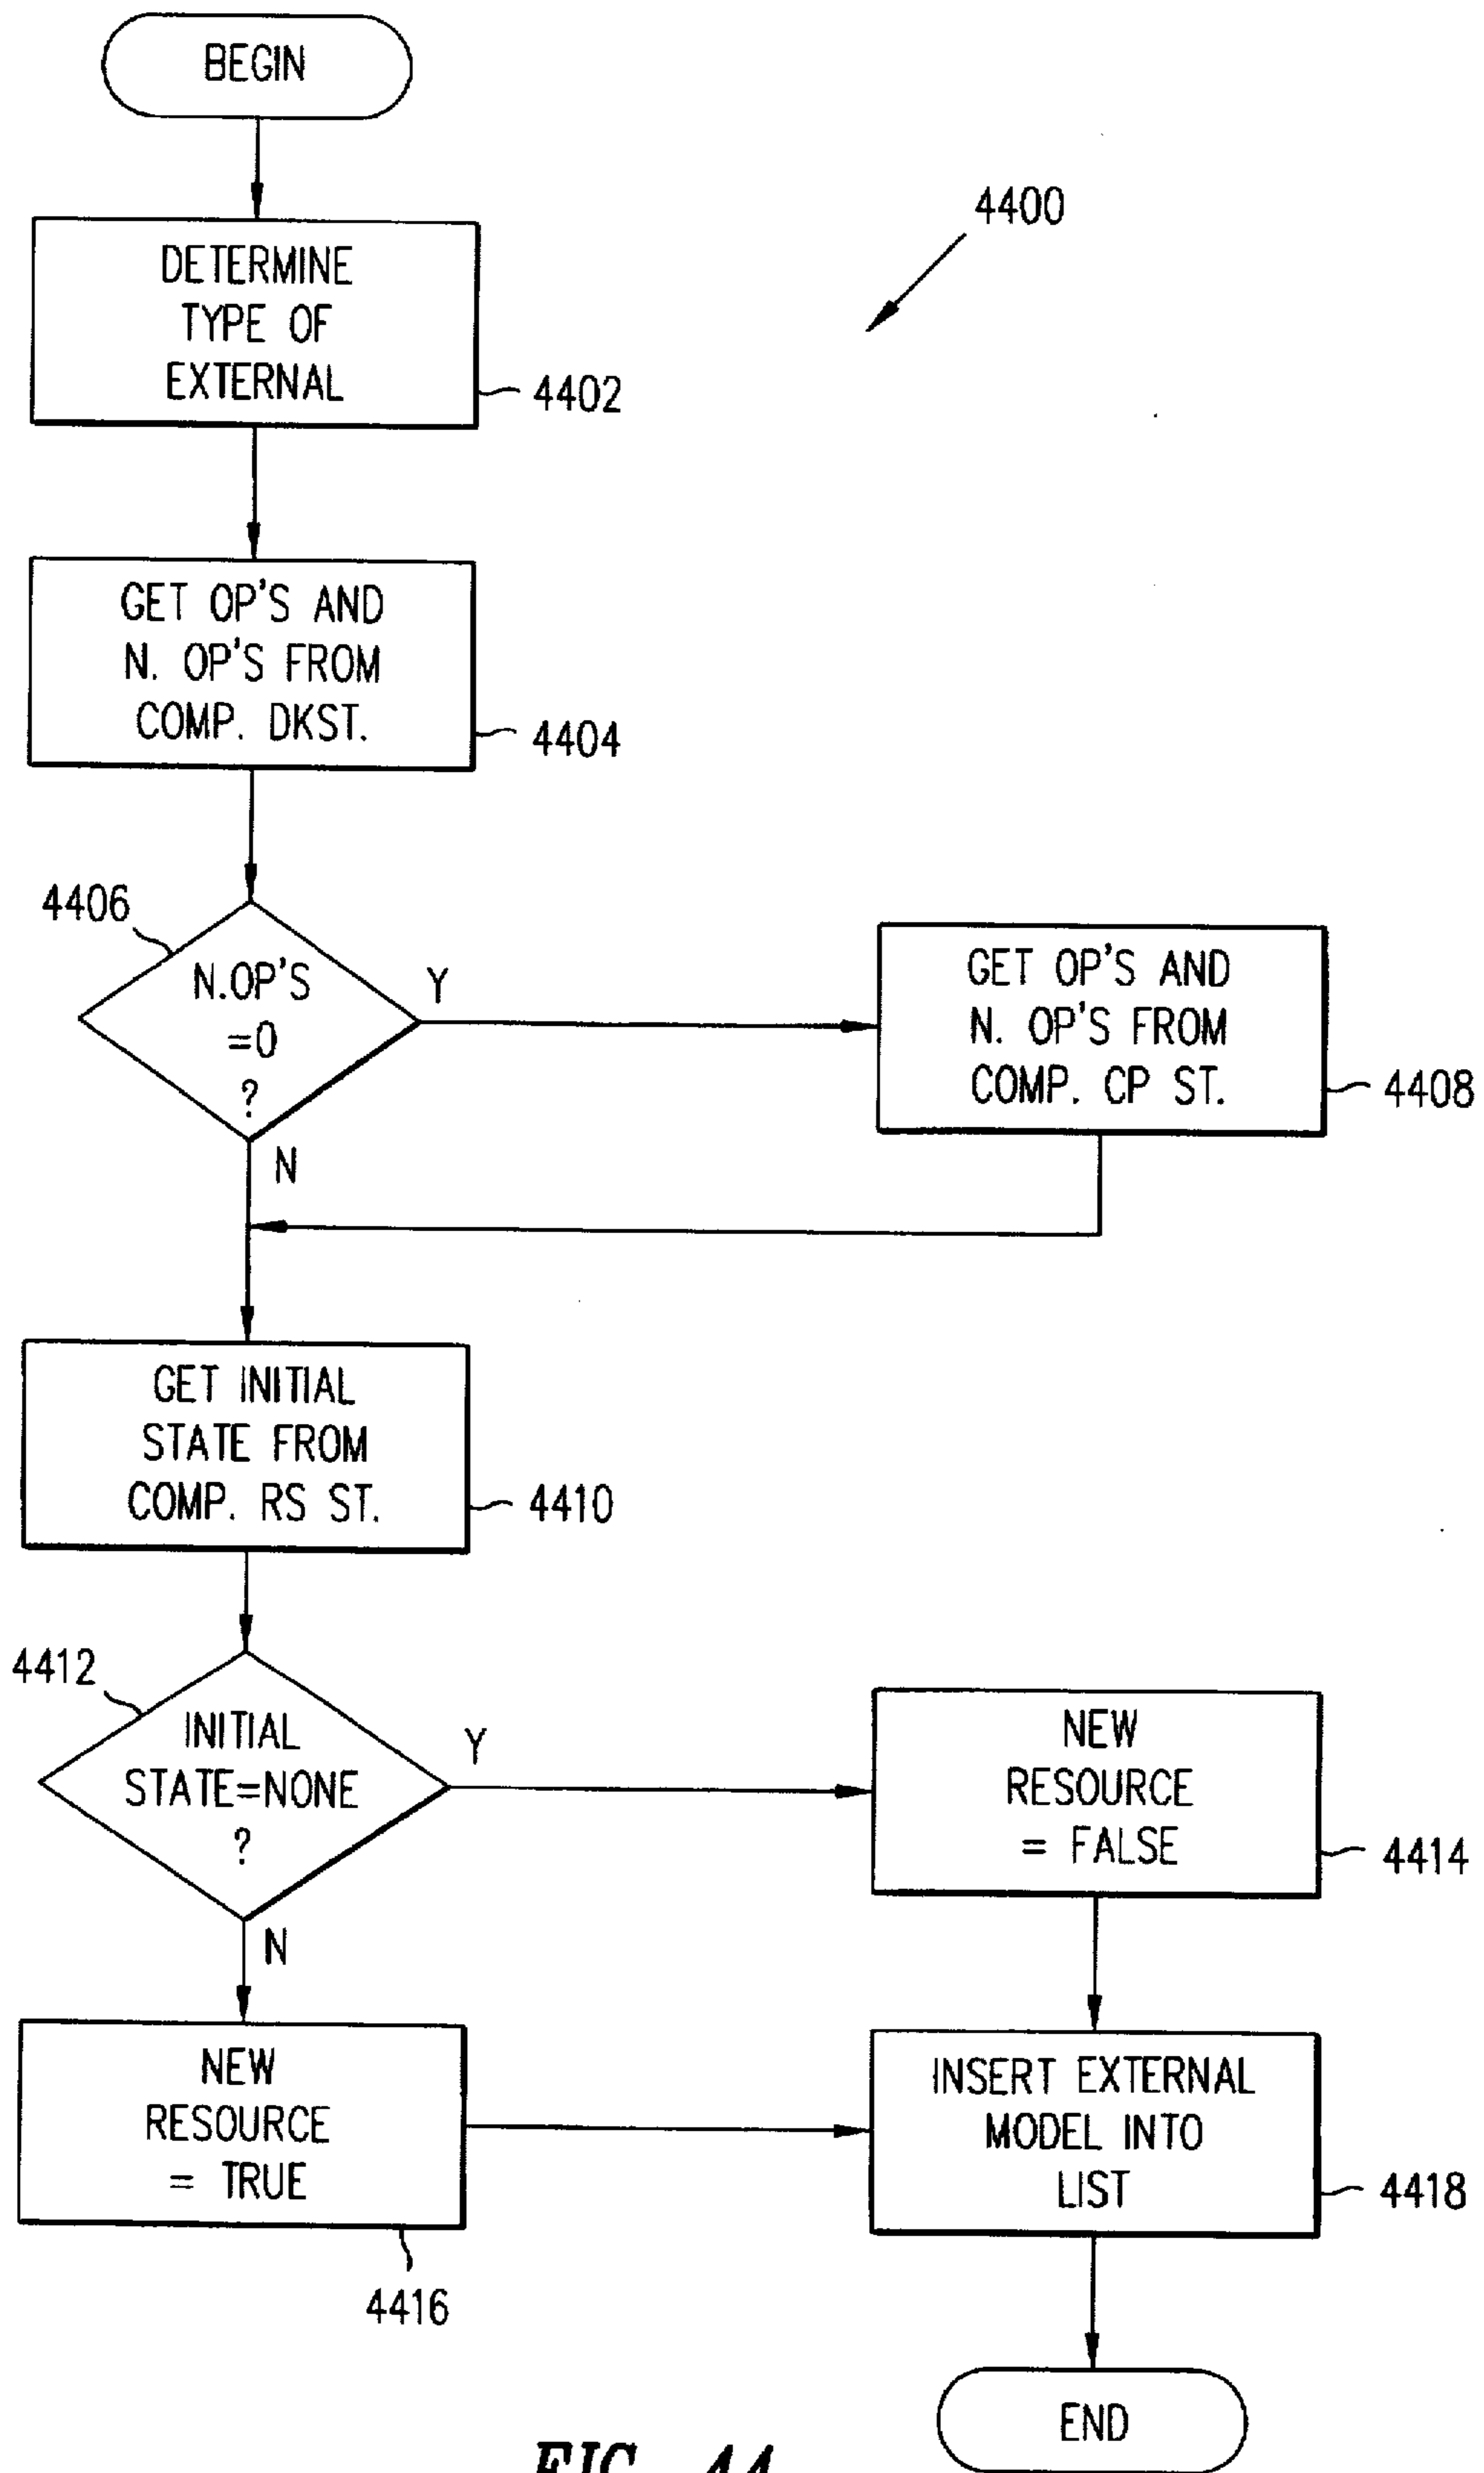 BEGIN
4400
DETERMINE
TYPE OF
EXTERNAL
4402
GET OP'S AND
N. OP'S FROM
COMP. DKST.
4404
4406
N.OP'S
=0
?
Y
N
GET OP'S AND
N. OP'S FROM
COMP. CP ST.
4408
GET INITIAL
STATE FROM
COMP. RS ST.
4410
4412
INITIAL
STATE=NONE
?
Y
N
NEW
RESOURCE
= FALSE
4414
NEW
RESOURCE
= TRUE
4416
INSERT EXTERNAL
MODEL INTO
LIST
4418
END
FIG. 44